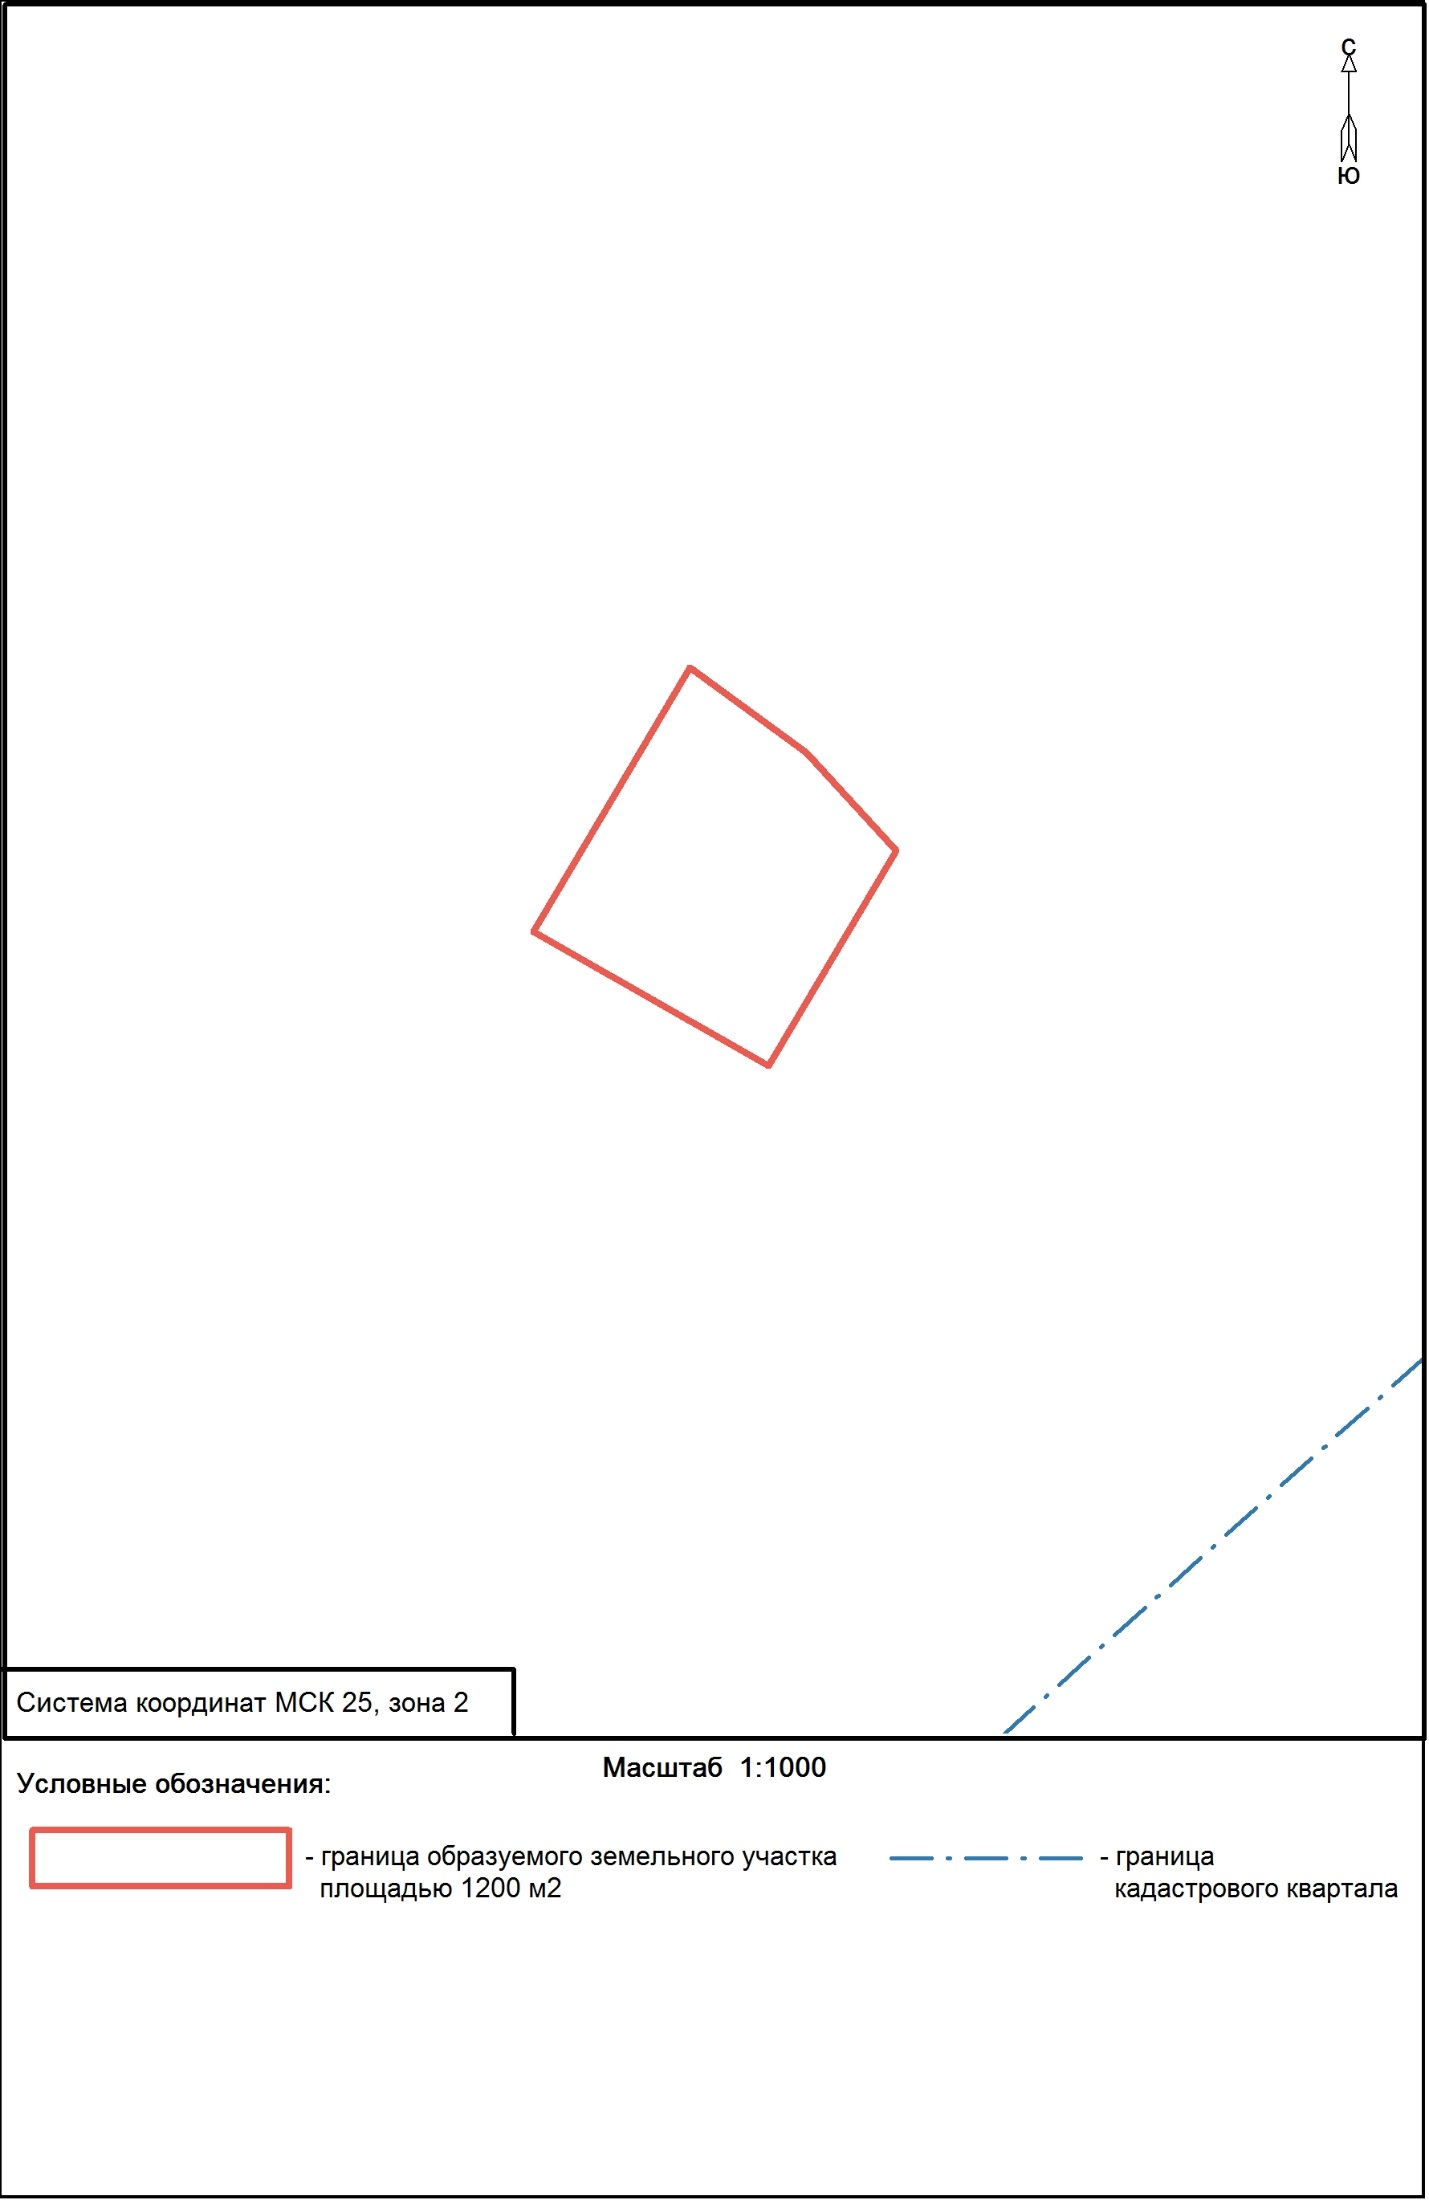 С
Ю
Система координат МСК 25, зона 2
Масштаб 1:1000
Условные обозначения:
- граница образуемого земельного участка
площадью 1200 м2
- граница
кадастрового квартала